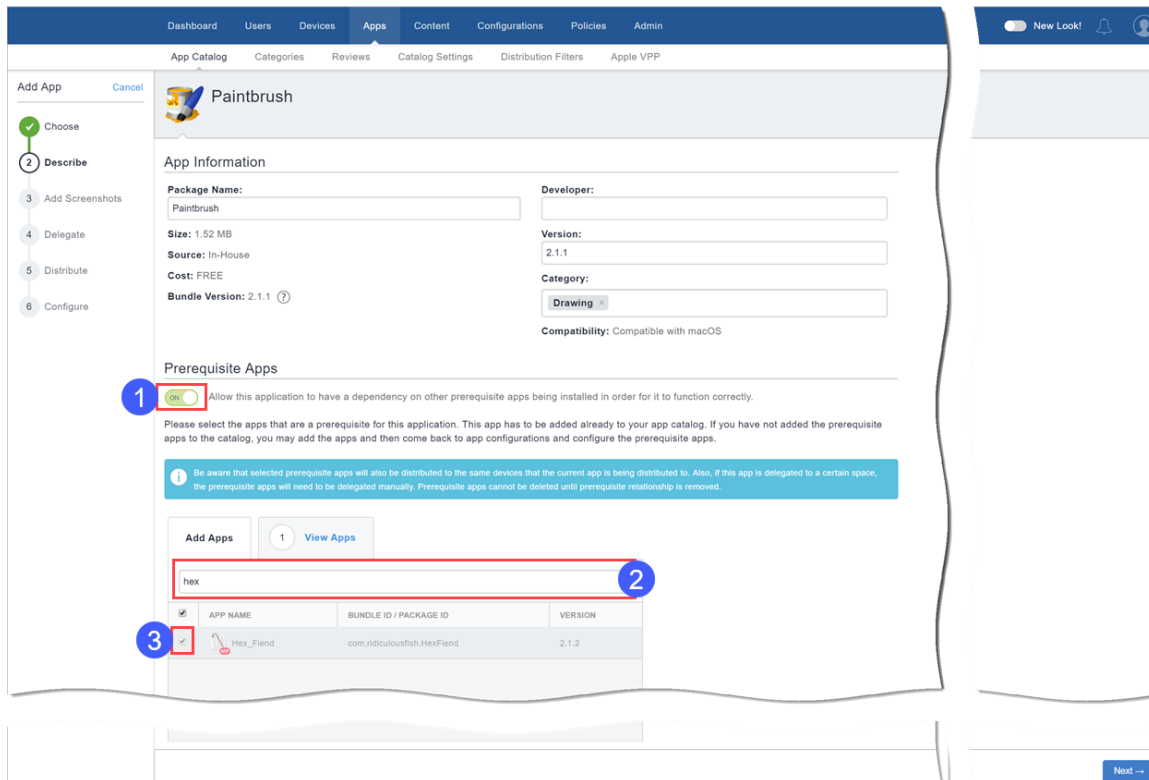 Dashboard Users Devices Apps Content Configurations Policies Admin New Look!
App Catalog Categories Reviews Catalog Settings Distribution Filters Apple VPP
Add App Cancel
Choose
2 Describe
3 Add Screenshots
4 Delegate
5 Distribute
6 Configure
Paintbrush
App Information
Package Name:
Paintbrush
Size: 1.52 MB
Source: In-House
Cost: FREE
Bundle Version: 2.1.1 ?
Developer:
Version:
2.1.1
Category:
Drawing ×
Compatibility: Compatible with macOS
Prerequisite Apps
1 ON Allow this application to have a dependency on other prerequisite apps being installed in order for it to function correctly.
Please select the apps that are a prerequisite for this application. This app has to be added already to your app catalog. If you have not added the prerequisite
apps to the catalog, you may add the apps and then come back to app configurations and configure the prerequisite apps.
i Be aware that selected prerequisite apps will also be distributed to the same devices that the current app is being distributed to. Also, if this app is delegated to a certain space,
the prerequisite apps will need to be delegated manually. Prerequisite apps cannot be deleted until prerequisite relationship is removed.
Add Apps 1 View Apps
hex 2
APP NAME BUNDLE ID / PACKAGE ID VERSION
3 Hex_Fiend com.ridiculousfish.HexFiend 2.1.2
Next →